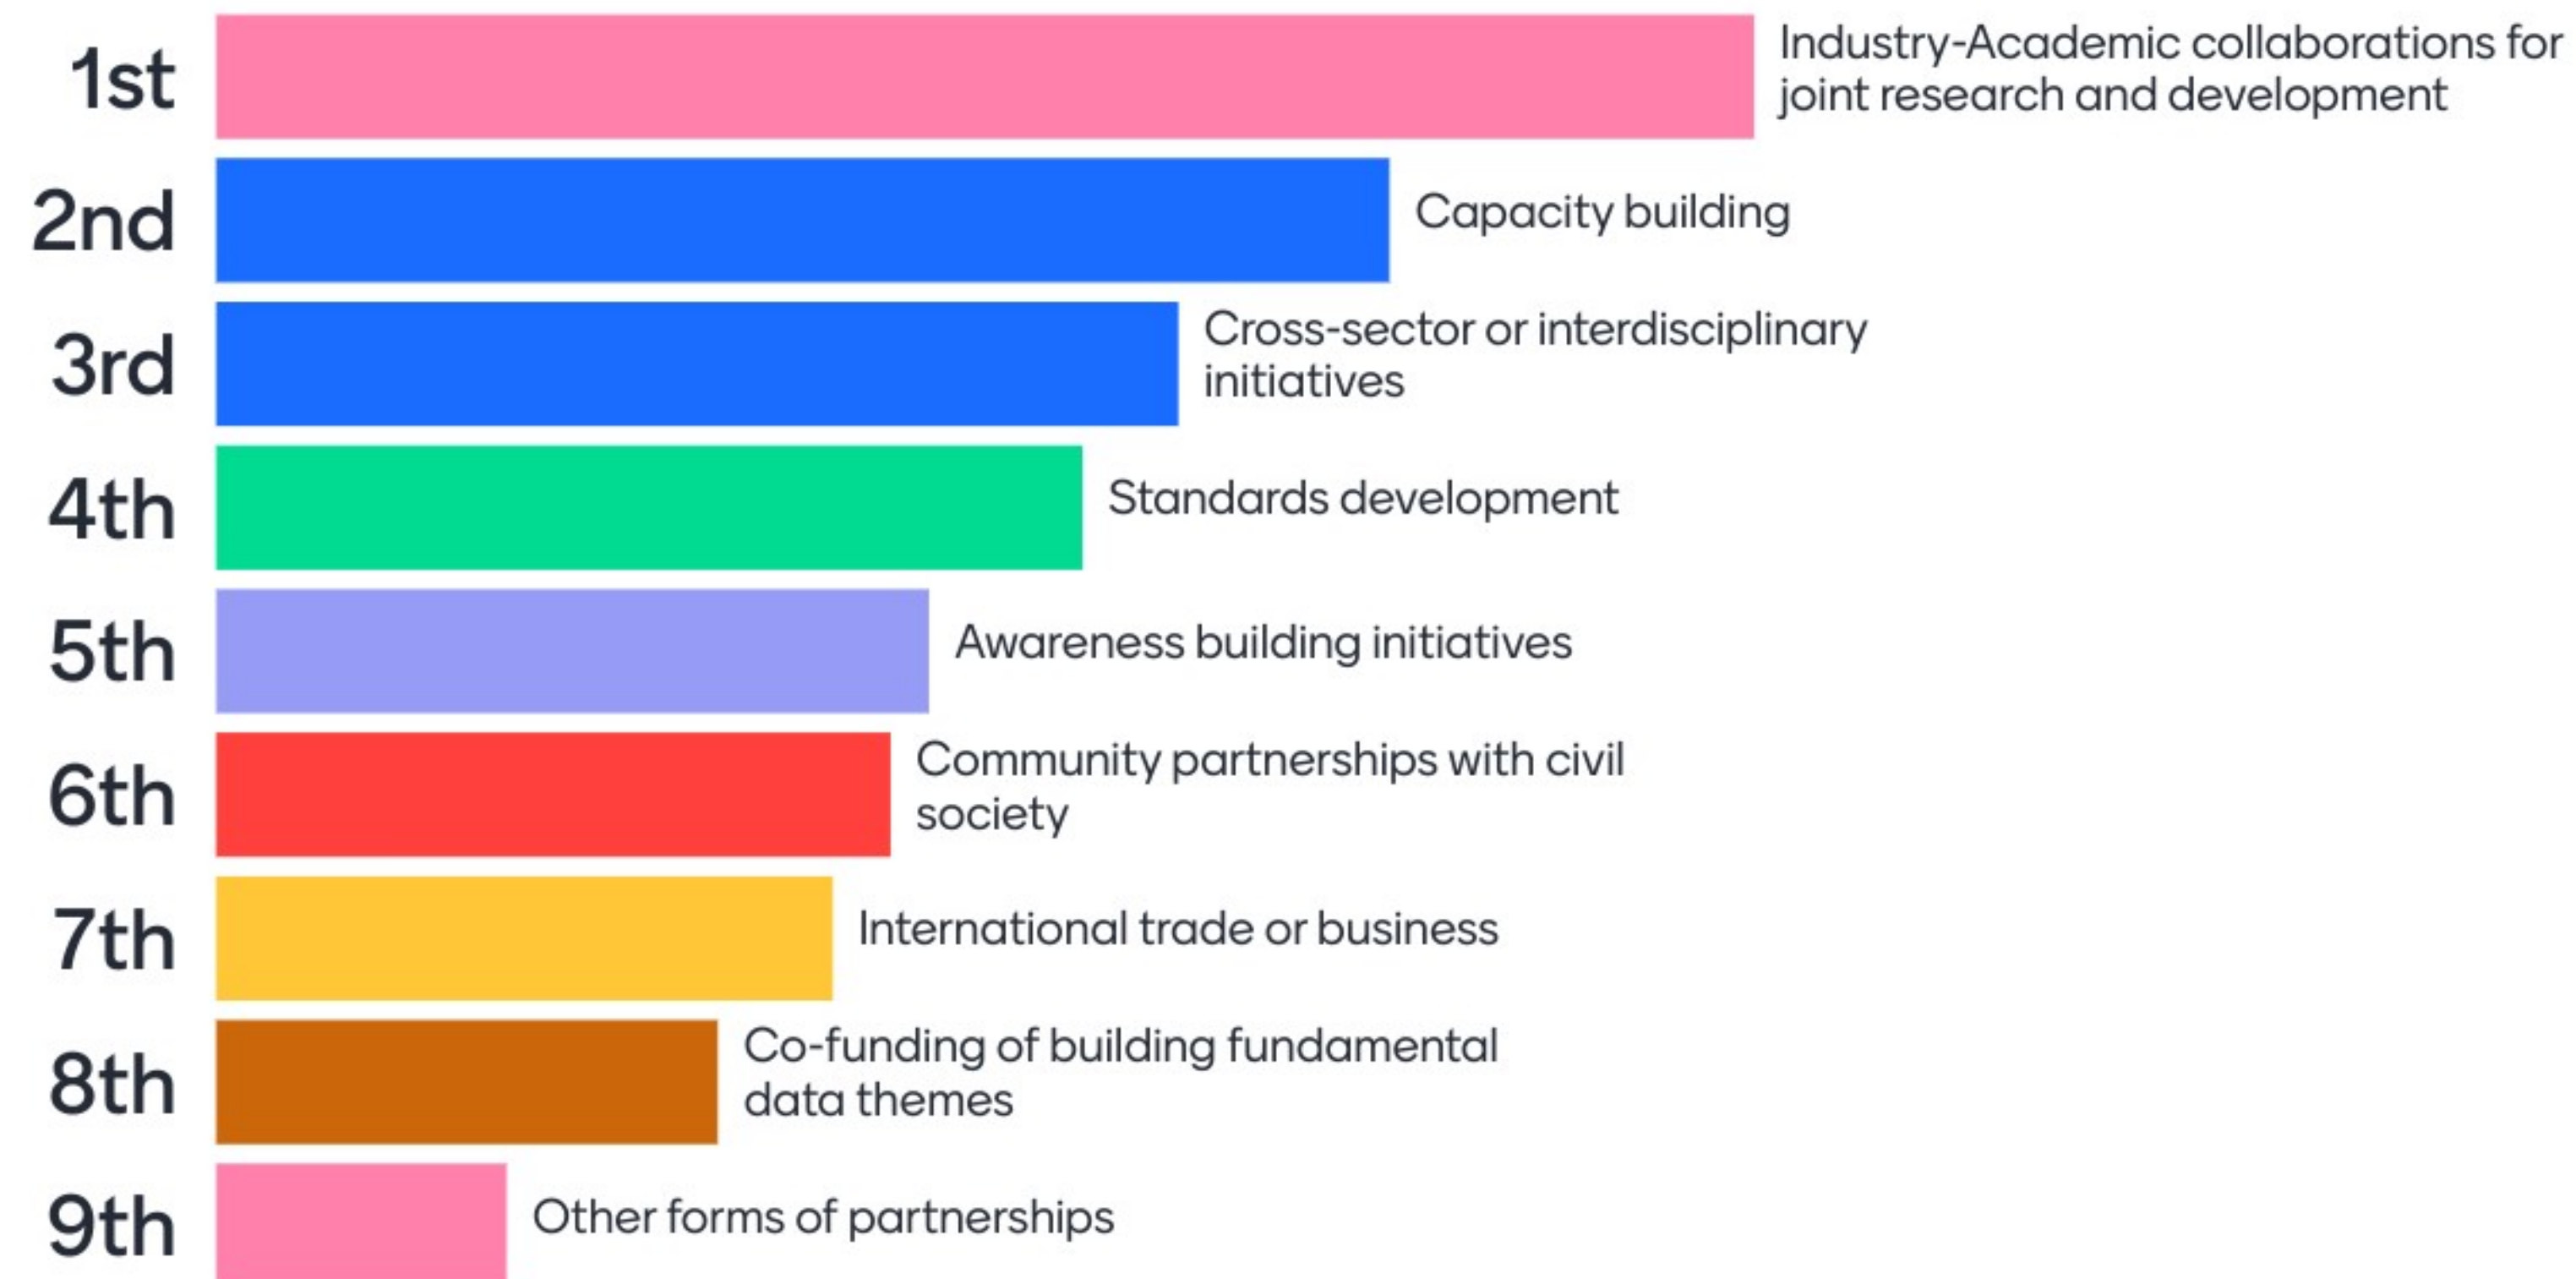 1st
Industry-Academic collaborations for
joint research and development
2nd
Capacity building
3rd
Cross-sector or interdisciplinary
initiatives
4th
Standards development
5th
Awareness building initiatives
6th
Community partnerships with civil
society
7th
International trade or business
8th
Co-funding of building fundamental
data themes
9th
Other forms of partnerships